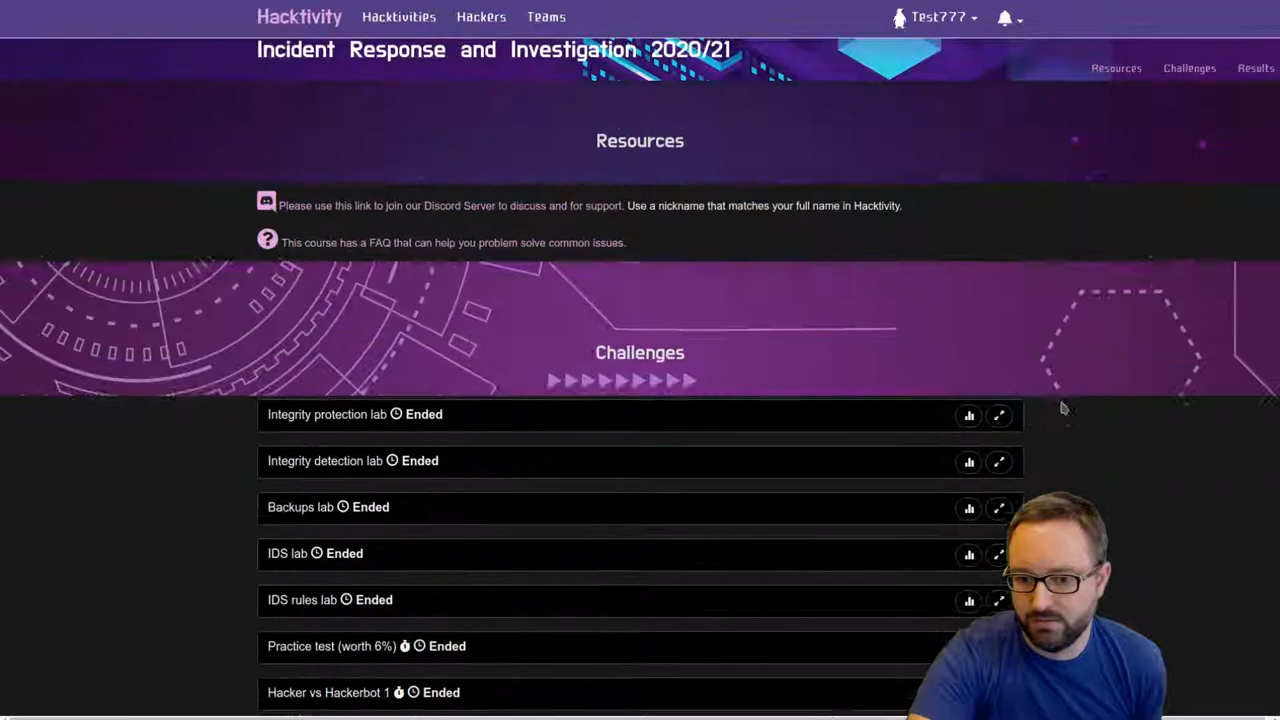 Hacktivity Hacktivities Hackers Teams Test777
Incident Response and Investigation 2020/21
Resources Challenges Results
Resources
Please use this link to join our Discord Server to discuss and for support. Use a nickname that matches your full name in Hacktivity.
This course has a FAQ that can help you problem solve common issues.
Challenges
Integrity protection lab Ended
Integrity detection lab Ended
Backups lab Ended
IDS lab Ended
IDS rules lab Ended
Practice test (worth 6%) Ended
Hacker vs Hackerbot 1 Ended